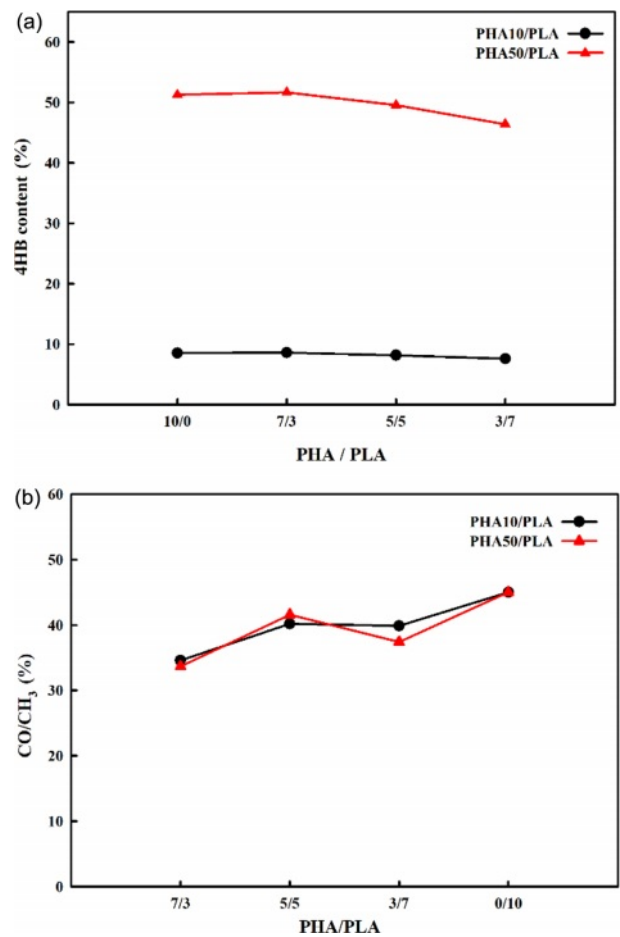 (a)
PHA10/PLA
PHA50/PLA
60
50
40
30
20
10
0
4HB content (%)
10/0 7/3 5/5 3/7
PHA / PLA
(b)
PHA10/PLA
PHA50/PLA
60
50
40
30
20
10
0
CO/CH₃ (%)
7/3 5/5 3/7 0/10
PHA/PLA